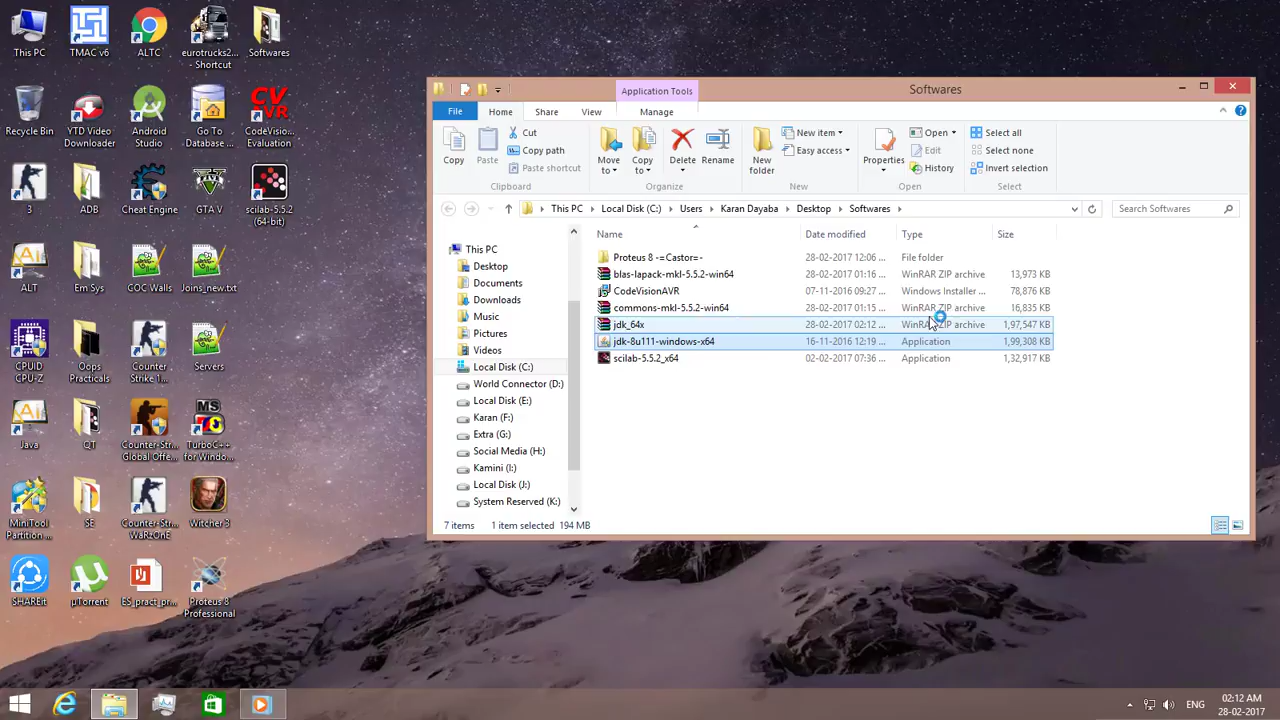 This PC
TMAC v6
ALTC
eurotrucks2...
- Shortcut
Softwares
Recycle Bin
YTD Video
Downloader
Android
Studio
Go To
Database ...
CV
AVR
CodeVision...
Evaluation
3
ADB
Cheat Engine
GTA V
scilab-5.5.2
(64-bit)
ALT
Em Sys
COC Walls
Joins_new.txt
CPUID
CPU-Z
Oops
Practicals
Counter
Strike 1...
Servers
Java
QT
Counter-Str...
Global Offe...
MS
TurboC++
for Windo...
MiniTool
Partition ...
SE
Counter-Str...
WaRzOnE
Witcher 3
SHAREit
µTorrent
ES_pract_pr...
Proteus 8
Professional
Application Tools
Softwares
File
Home
Share
View
Manage
Copy
Paste
Cut
Copy path
Paste shortcut
Clipboard
Move
to
Copy
to
Delete
Rename
Organize
New
folder
New item
Easy access
New
Properties
Open
Edit
History
Open
Select all
Select none
Invert selection
Select
This PC
Local Disk (C:)
Users
Karan Dayaba
Desktop
Softwares
Search Softwares
This PC
Desktop
Documents
Downloads
Music
Pictures
Videos
Local Disk (C:)
World Connector (D:)
Local Disk (E:)
Karan (F:)
Extra (G:)
Social Media (H:)
Kamini (I:)
Local Disk (J:)
System Reserved (K:)
Name Date modified Type Size
Proteus 8 -=Castor=- 28-02-2017 12:06 ... File folder
blas-lapack-mkl-5.5.2-win64 28-02-2017 01:16 ... WinRAR ZIP archive 13,973 KB
CodeVisionAVR 07-11-2016 09:27 ... Windows Installer ... 78,876 KB
commons-mkl-5.5.2-win64 28-02-2017 01:15 ... WinRAR ZIP archive 16,835 KB
jdk_64x 28-02-2017 02:12 ... WinRAR ZIP archive 1,97,547 KB
jdk-8u111-windows-x64 16-11-2016 12:19 ... Application 1,99,308 KB
scilab-5.5.2_x64 02-02-2017 07:36 ... Application 1,32,917 KB
7 items 1 item selected 194 MB
ENG
02:12 AM
28-02-2017